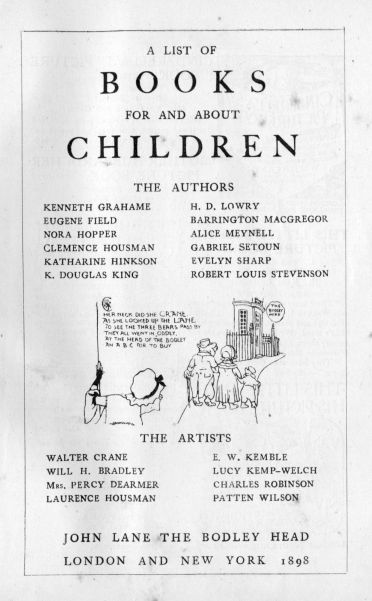 A LIST OF
BOOKS
FOR AND ABOUT
CHILDREN
THE AUTHORS
KENNETH GRAHAME
EUGENE FIELD
NORA HOPPER
CLEMENCE HOUSMAN
KATHARINE HINKSON
K. DOUGLAS KING
H. D. LOWRY
BARRINGTON MACGREGOR
ALICE MEYNELL
GABRIEL SETOUN
EVELYN SHARP
ROBERT LOUIS STEVENSON
HER NECK DID SHE CRANE
AS SHE LOOKED UP THE LANE
TO SEE THE THREE BEARS PASS BY
THEY ALL WENT IN, ODDLY,
AT THE HEAD OF THE BODLEY
AN A B C FOR TO BUY
THE
BODLEY
HEAD
THE ARTISTS
WALTER CRANE
WILL H. BRADLEY
MRS. PERCY DEARMER
LAURENCE HOUSMAN
E. W. KEMBLE
LUCY KEMP-WELCH
CHARLES ROBINSON
PATTEN WILSON
JOHN LANE THE BODLEY HEAD
LONDON AND NEW YORK 1898